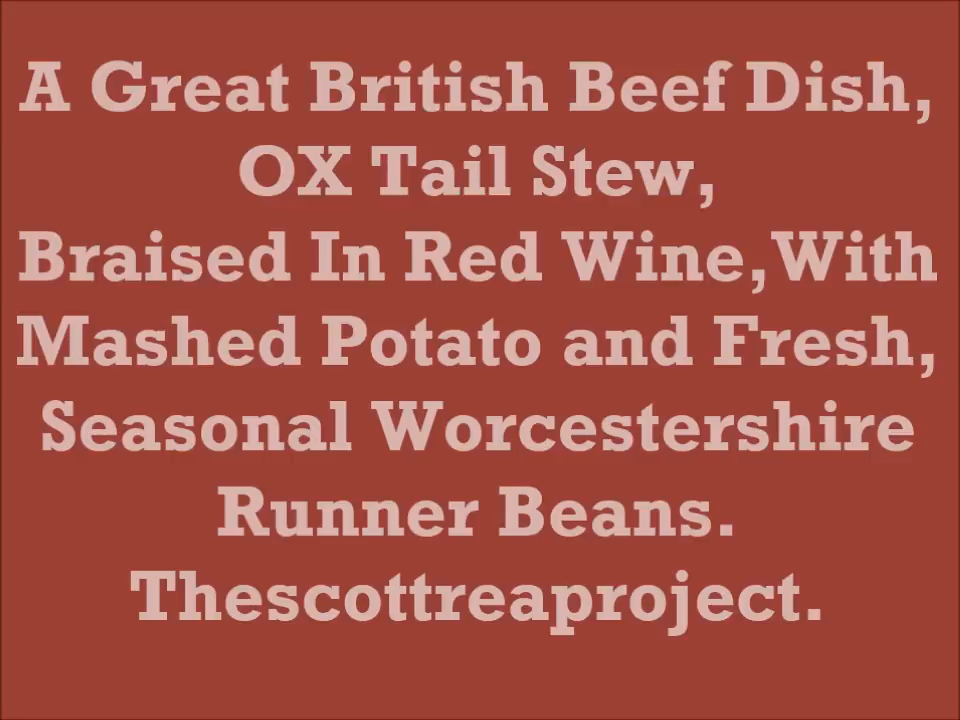 A Great British Beef Dish,
OX Tail Stew,
Braised In Red Wine,With
Mashed Potato and Fresh,
Seasonal Worcestershire
Runner Beans.
Thescottreaproject.